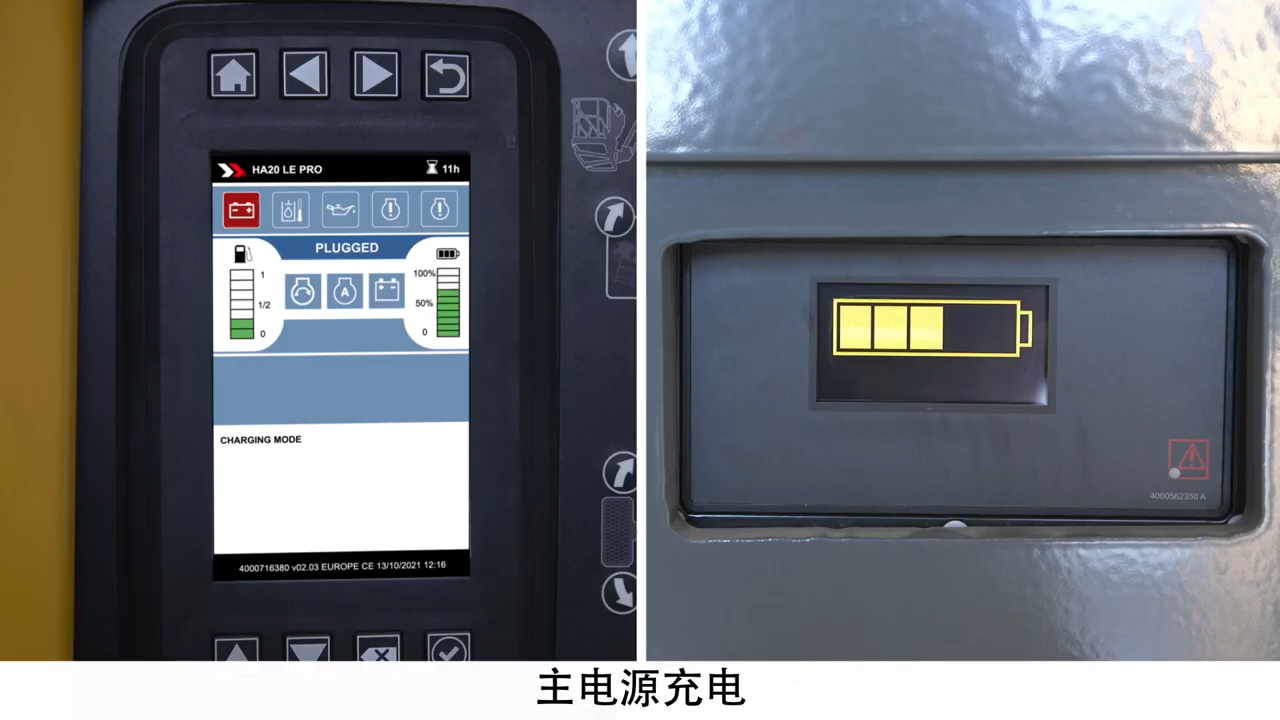 HA20 LE PRO
11h
PLUGGED
1
1/2
0
100%
50%
0
A
CHARGING MODE
4000716380 v02.03 EUROPE CE 13/10/2021 12:16
4000562350 A
主电源充电